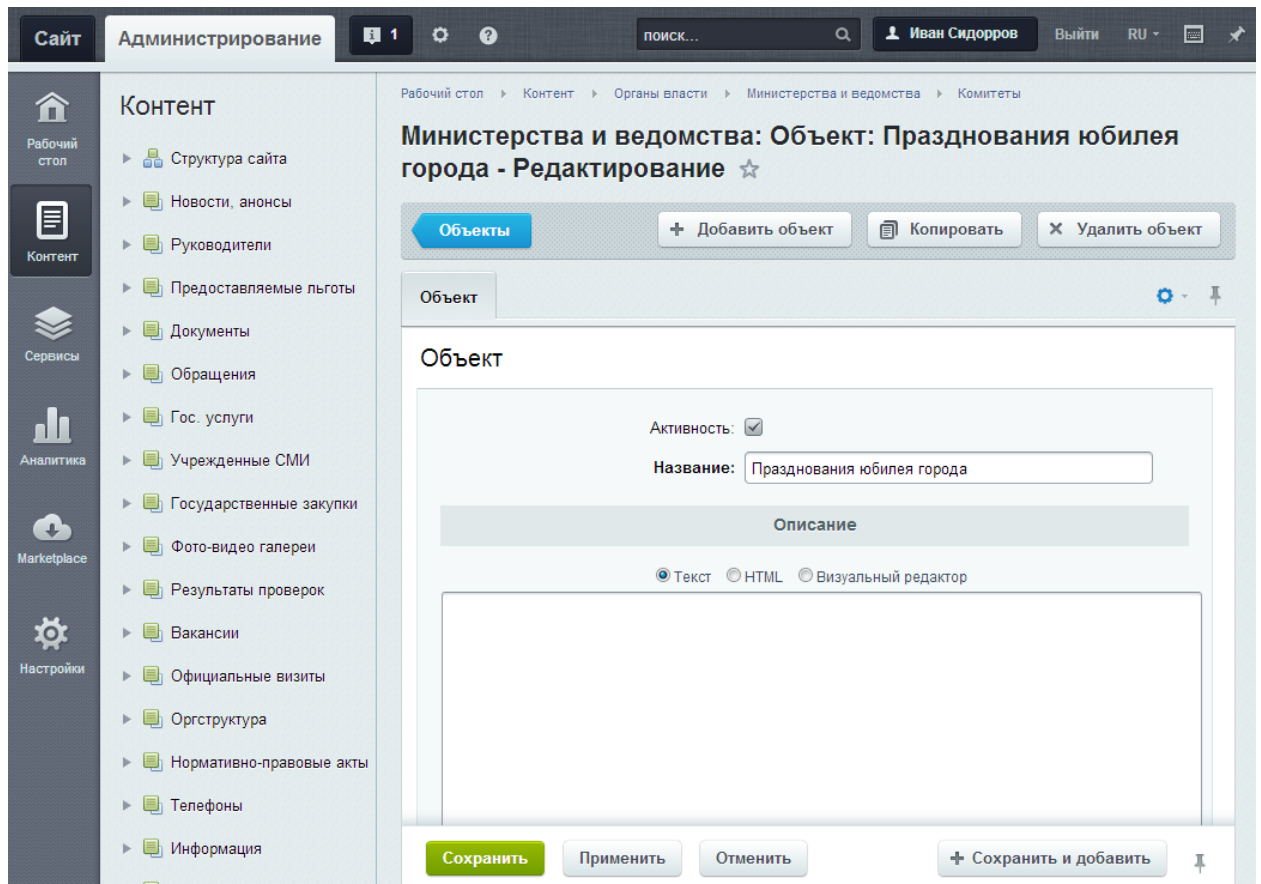 Сайт
Администрирование
1
?
поиск...
Иван Сидорров
Выйти
RU
Рабочий
стол
Контент
Сервисы
Аналитика
Marketplace
Настройки
Контент
Структура сайта
Новости, анонсы
Руководители
Предоставляемые льготы
Документы
Обращения
Гос. услуги
Учрежденные СМИ
Государственные закупки
Фото-видео галереи
Результаты проверок
Вакансии
Официальные визиты
Оргструктура
Нормативно-правовые акты
Телефоны
Информация
Рабочий стол Контент Органы власти Министерства и ведомства Комитеты
Министерства и ведомства: Объект: Празднования юбилея
города - Редактирование
Объекты
Добавить объект
Копировать
Удалить объект
Объект
Объект
Активность:
Название: Празднования юбилея города
Описание
Текст HTML Визуальный редактор
Сохранить
Применить
Отменить
Сохранить и добавить